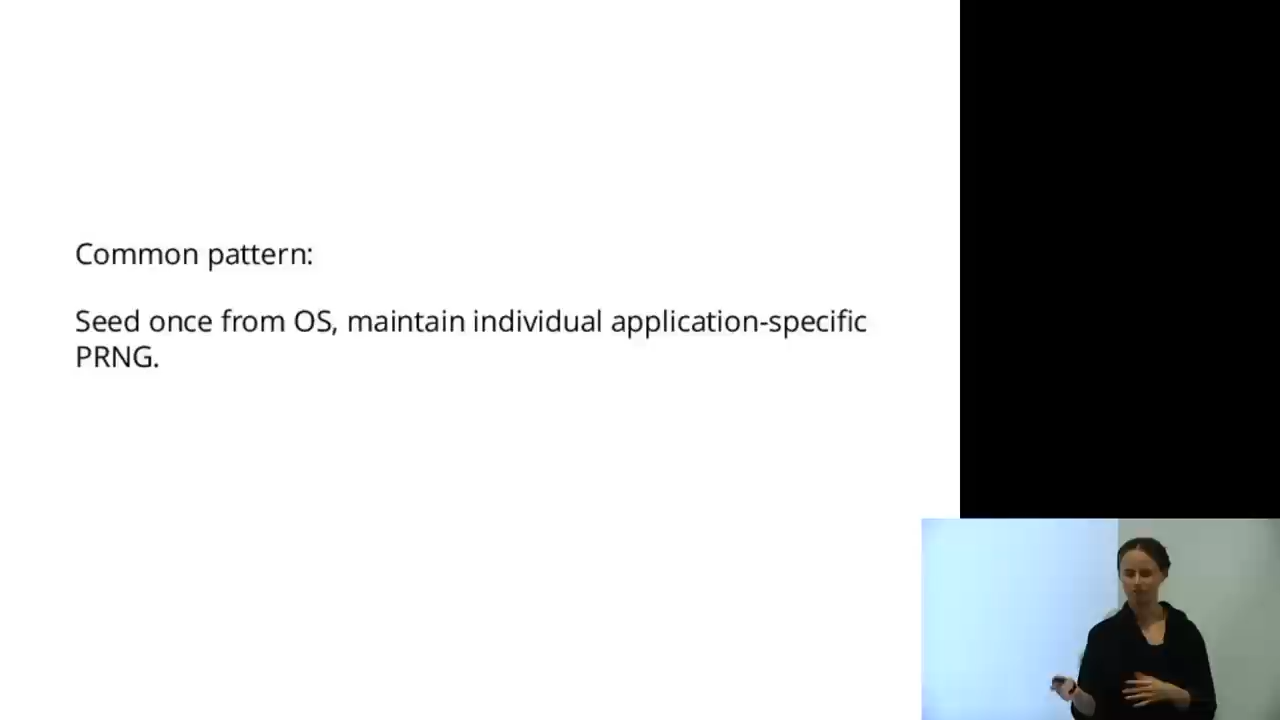 Common pattern:
Seed once from OS, maintain individual application-specific
PRNG.